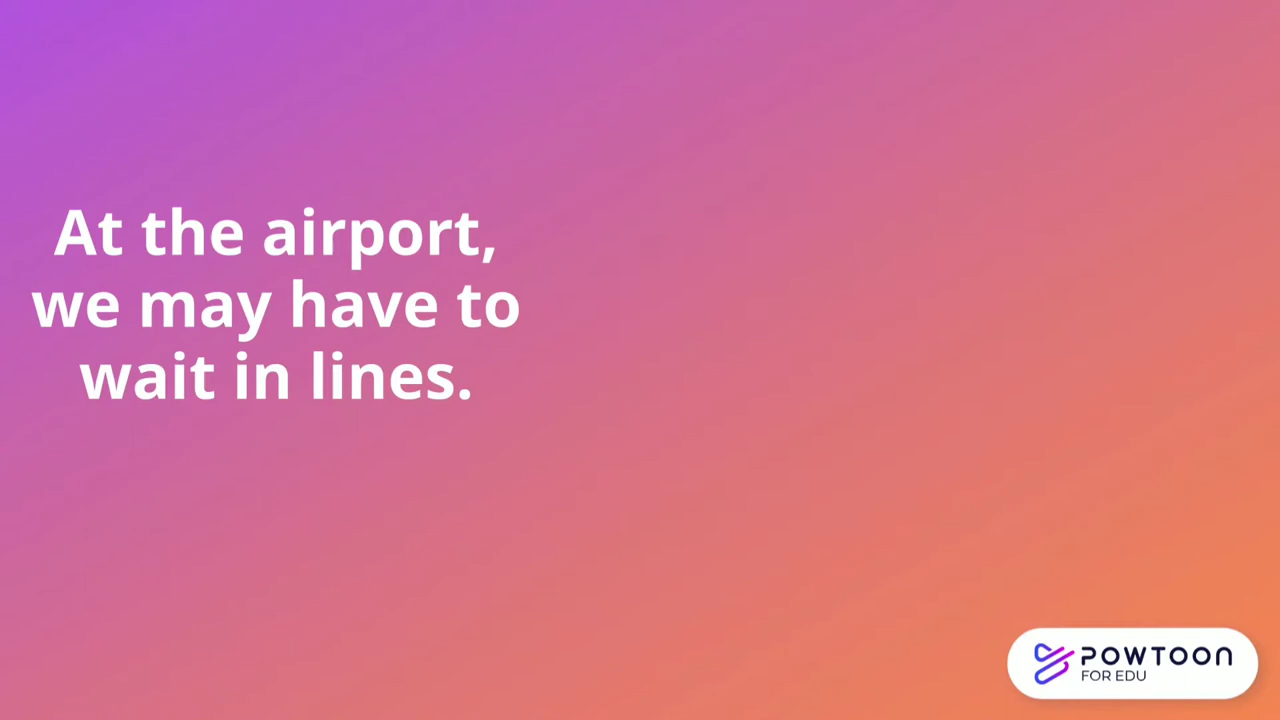 At the airport,
we may have to
wait in lines.
POWTOON
FOR EDU